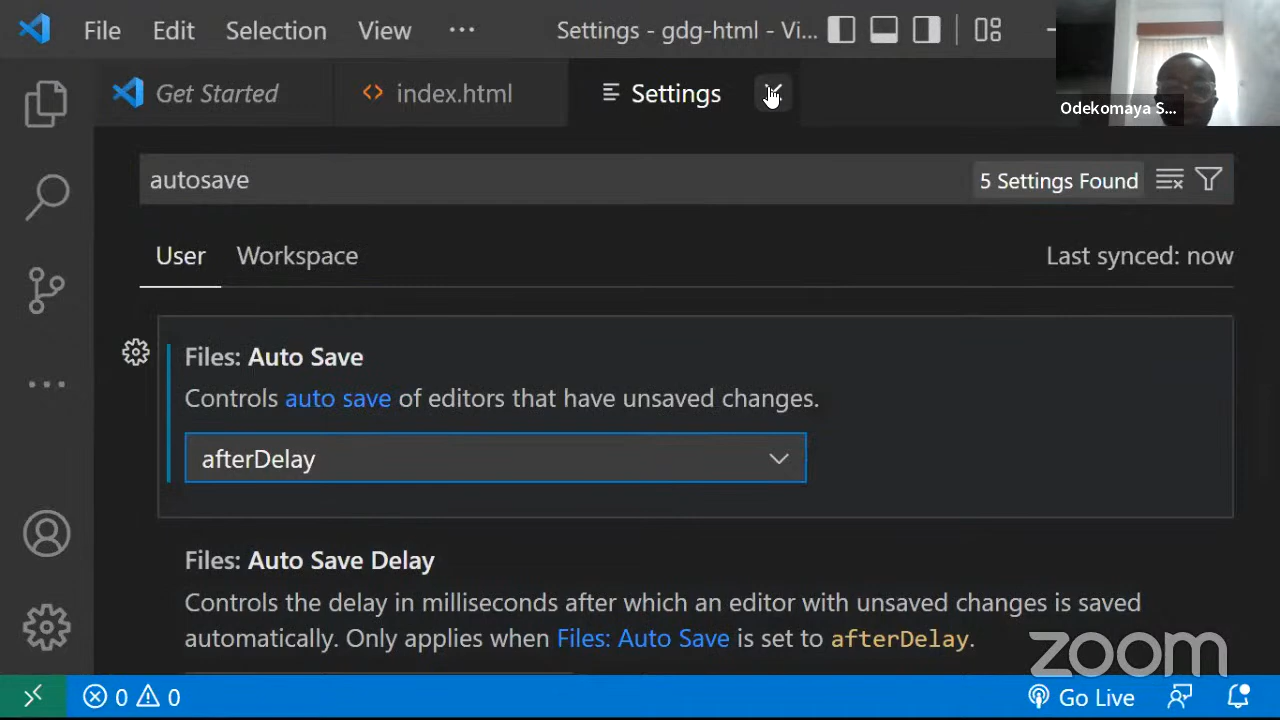 File Edit Selection View ··· Settings - gdg-html - Vi...
Get Started index.html Settings
Odekomaya S...
autosave 5 Settings Found
User Workspace Last synced: now
Files: Auto Save
Controls auto save of editors that have unsaved changes.
afterDelay
Files: Auto Save Delay
Controls the delay in milliseconds after which an editor with unsaved changes is saved
automatically. Only applies when Files: Auto Save is set to afterDelay.
zoom
0 0 Go Live